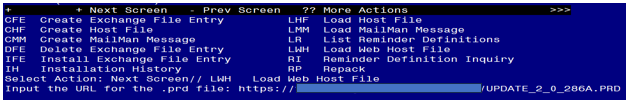 + + Next Screen - Prev Screen ?? More Actions >>>
CFE Create Exchange File Entry LHF Load Host File
CHF Create Host File LMM Load MailMan Message
CMM Create MailMan Message LR List Reminder Definitions
DFE Delete Exchange File Entry LWH Load Web Host File
IFE Install Exchange File Entry RI Reminder Definition Inquiry
IH Installation History RP Repack
Select Action: Next Screen// LWH Load Web Host File
Input the URL for the .prd file: https:// /UPDATE_2_0_286A.PRD